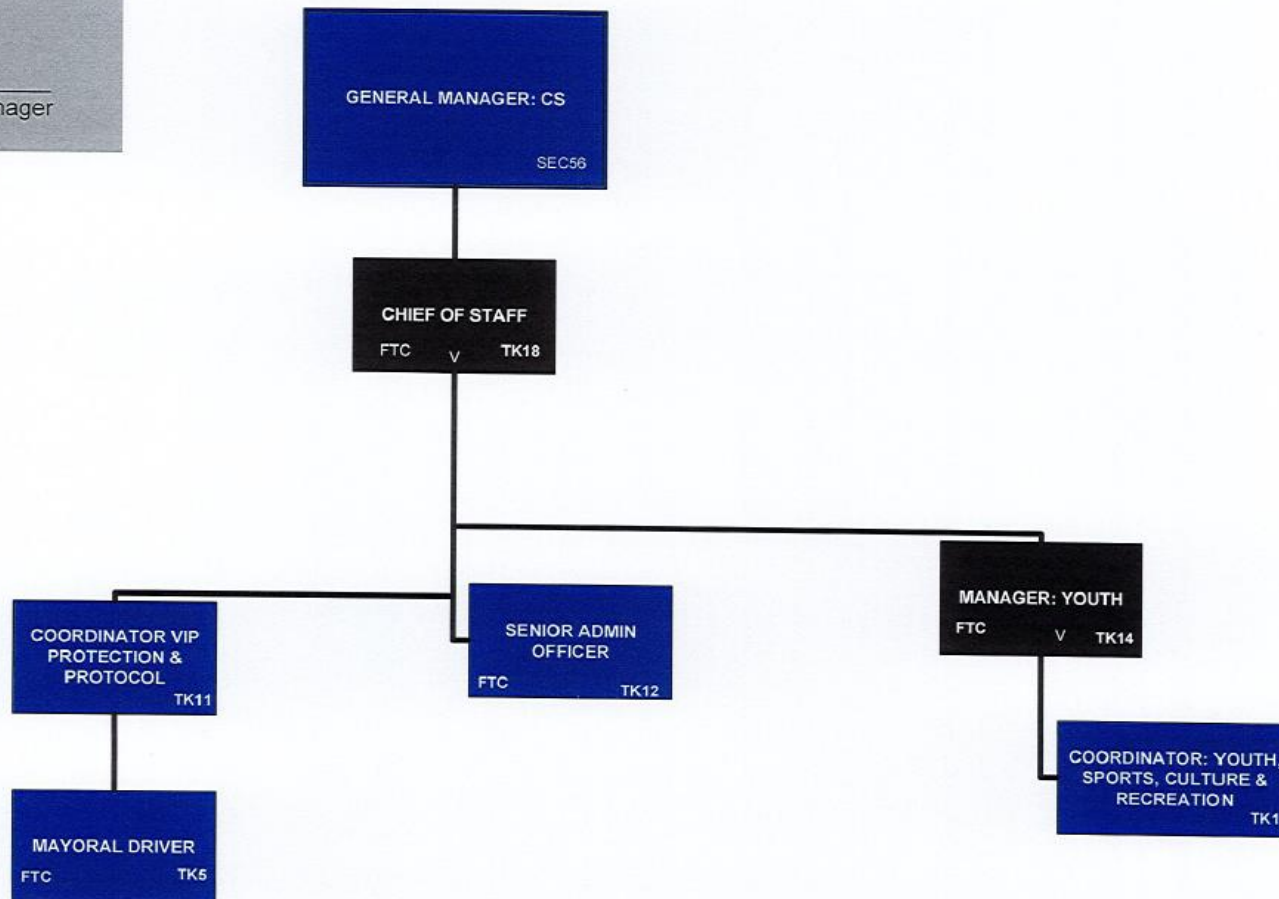 GENERAL MANAGER: CS
SEC56
CHIEF OF STAFF
FTC V TK18
MANAGER: YOUTH
FTC V TK14
COORDINATOR VIP
PROTECTION &
PROTOCOL
TK11
SENIOR ADMIN
OFFICER
FTC TK12
COORDINATOR: YOUTH,
SPORTS, CULTURE &
RECREATION
MAYORAL DRIVER
FTC TK5